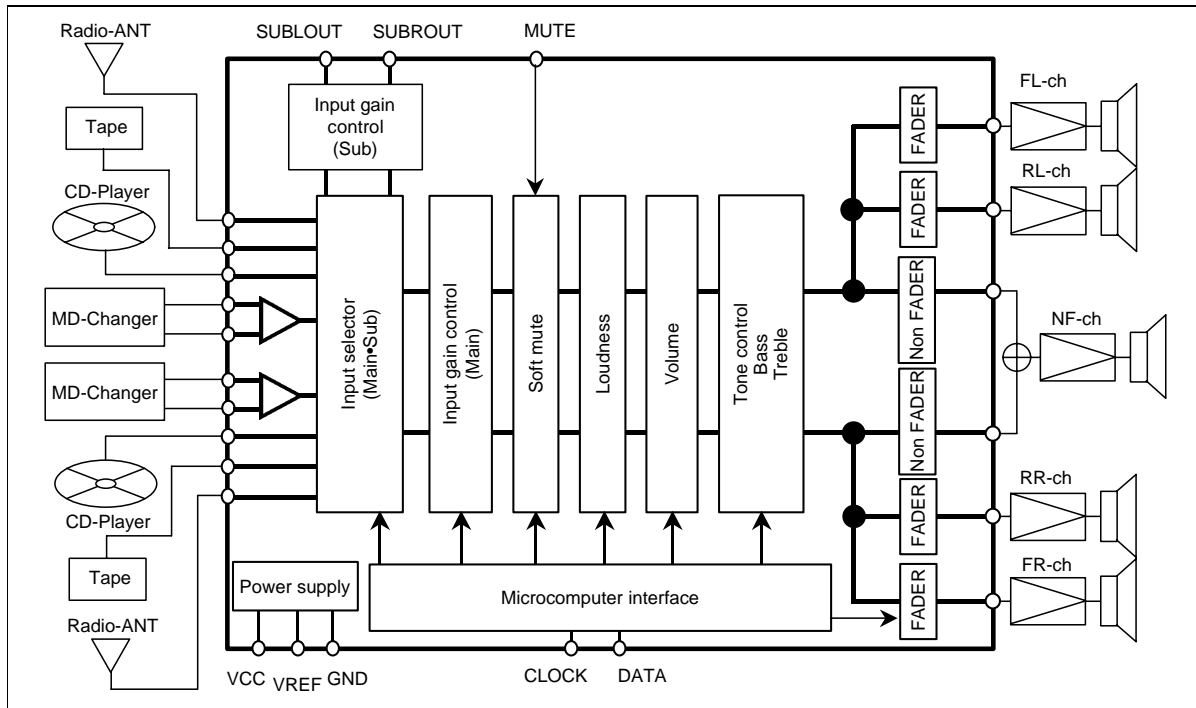 Radio-ANT
SUBLOUT
SUBROUT
MUTE
FL-ch
Input gain
control
(Sub)
FADER
Tape
RL-ch
CD-Player
FADER
MD-Changer
Input selector
(Main•Sub)
Input gain control
(Main)
Soft mute
Loudness
Volume
Tone control
Bass
Treble
Non FADER
NF-ch
MD-Changer
Non FADER
CD-Player
RR-ch
FADER
Tape
Power supply
Microcomputer interface
FADER
FR-ch
Radio-ANT
VCC
VREF
GND
CLOCK
DATA